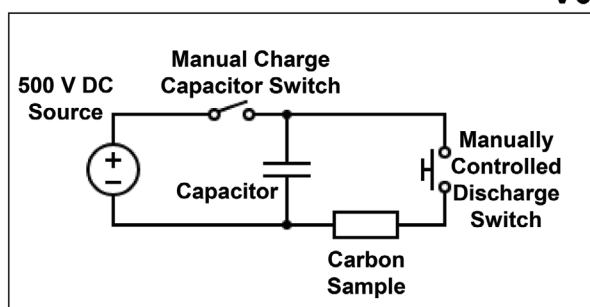 Manual Charge
Capacitor Switch
500 V DC
Source
+
−
Capacitor
Manually
Controlled
Discharge
Switch
Carbon
Sample